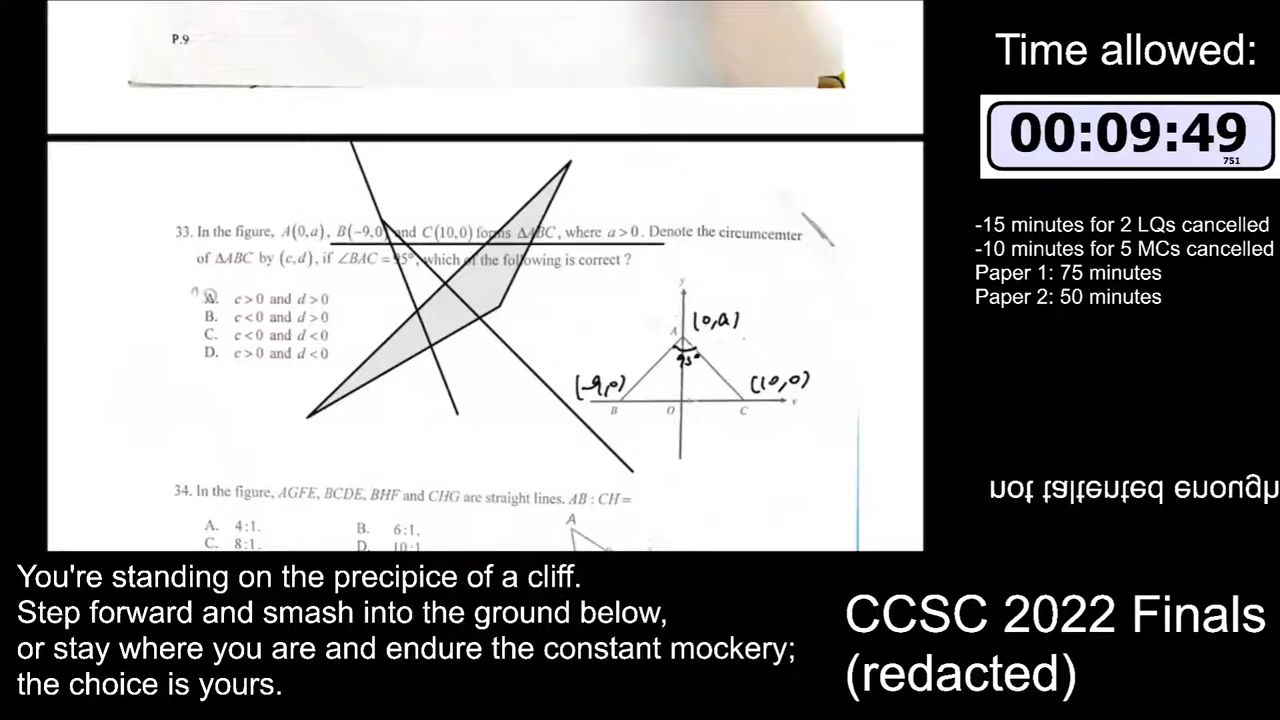 P.9
Time allowed:
00:09:49
751
-15 minutes for 2 LQs cancelled
-10 minutes for 5 MCs cancelled
Paper 1: 75 minutes
Paper 2: 50 minutes
33. In the figure, A(0,a), B(-9,0) and C(10,0) forms ΔABC, where a>0. Denote the circumcemter
of ΔABC by (c,d), if ∠BAC = 95°, which of the following is correct ?
A. c>0 and d>0
B. c<0 and d>0
C. c<0 and d<0
D. c>0 and d<0
y
(0,a)
A
95°
(-9,0)
(10,0)
B
O
C
x
34. In the figure, AGFE, BCDE, BHF and CHG are straight lines. AB : CH =
A. 4:1.
B. 6:1.
C. 8:1.
D. 10:1
A
not taltented enough
You're standing on the precipice of a cliff.
Step forward and smash into the ground below,
or stay where you are and endure the constant mockery;
the choice is yours.
CCSC 2022 Finals
(redacted)